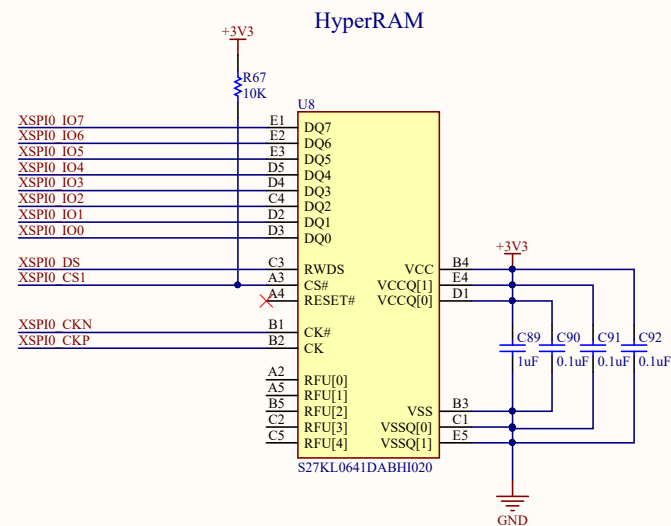 HyperRAM
+3V3
R67
10K
U8
XSPI0_IO7 E1 DQ7
XSPI0_IO6 E2 DQ6
XSPI0_IO5 E3 DQ5
XSPI0_IO4 D5 DQ4
XSPI0_IO3 D4 DQ3
XSPI0_IO2 C4 DQ2
XSPI0_IO1 D2 DQ1
XSPI0_IO0 D3 DQ0
+3V3
XSPI0_DS C3 RWDS VCC B4
XSPI0_CS1 A3 CS# VCCQ[1] E4
A4 RESET# VCCQ[0] D1
XSPI0_CKN B1 CK#
XSPI0_CKP B2 CK
C89 C90 C91 C92
1uF 0.1uF 0.1uF 0.1uF
A2 RFU[0]
A5 RFU[1]
B5 RFU[2] VSS B3
C2 RFU[3] VSSQ[0] C1
C5 RFU[4] VSSQ[1] E5
S27KL0641DABHI020
GND